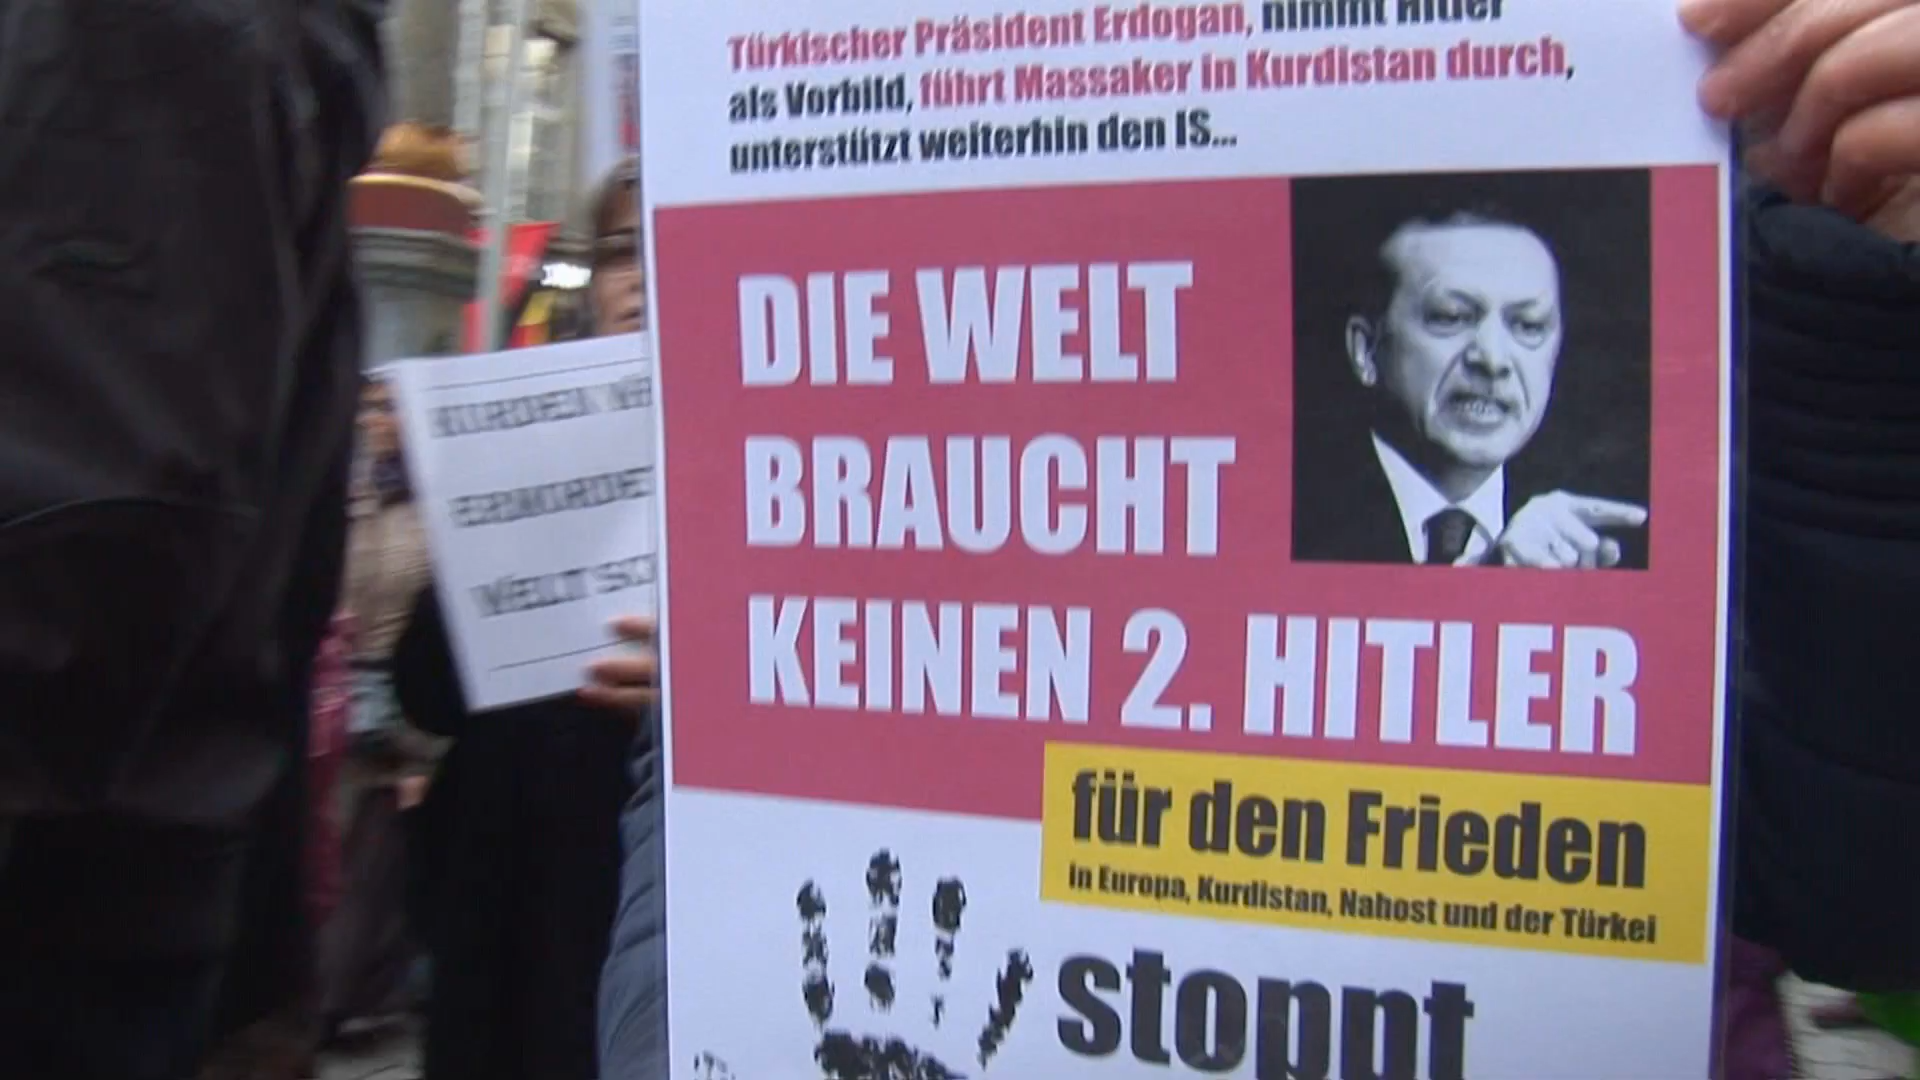 Türkischer Präsident Erdogan, nimmt Hitler
als Vorbild, führt Massaker in Kurdistan durch,
unterstützt weiterhin den IS...
DIE WELT
BRAUCHT
KEINEN 2. HITLER
für den Frieden
in Europa, Kurdistan, Nahost und der Türkei
stoppt
KURDEN